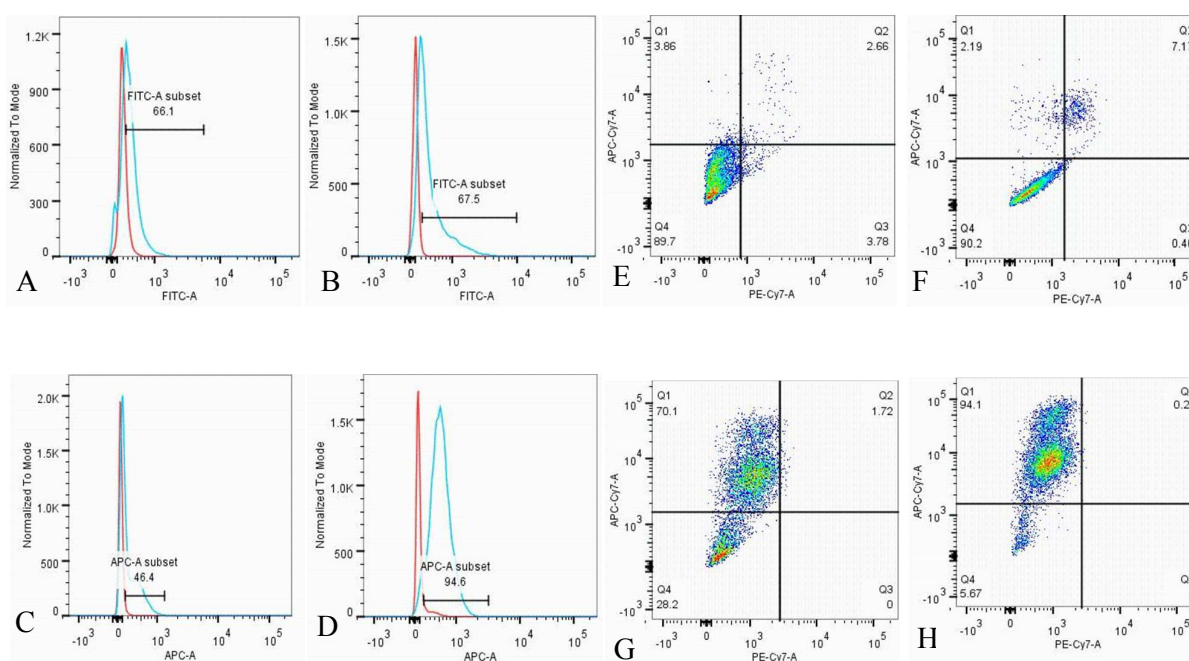 1.2K
900
600
300
0
Normalized To Mode
FITC-A subset
66.1
-10³ 0 10³ 10⁴ 10⁵
FITC-A
A
1.5K
1.0K
500
0
Normalized To Mode
FITC-A subset
67.5
-10³ 0 10³ 10⁴ 10⁵
FITC-A
B
Q1
3.86
Q2
2.66
10⁵
10⁴
10³
-10³
APC-Cy7-A
Q4
89.7
Q3
3.78
-10³ 0 10³ 10⁴ 10⁵
PE-Cy7-A
E
Q1
2.19
7.17
10⁵
10⁴
10³
-10³
APC-Cy7-A
Q4
90.2
-10³ 0 10³ 10⁴
PE-Cy7-A
F
2.0K
1.5K
1.0K
500
0
Normalized To Mode
APC-A subset
46.4
-10³ 0 10³ 10⁴ 10⁵
APC-A
C
1.5K
1.0K
500
0
Normalized To Mode
APC-A subset
94.6
-10³ 0 10³ 10⁴ 10⁵
APC-A
D
Q1
70.1
Q2
1.72
10⁵
10⁴
10³
-10³
APC-Cy7-A
Q4
28.2
Q3
0
-10³ 0 10³ 10⁴ 10⁵
PE-Cy7-A
G
Q1
94.1
0.2
10⁵
10⁴
10³
-10³
APC-Cy7-A
Q4
5.67
-10³ 0 10³ 10⁴
PE-Cy7-A
H